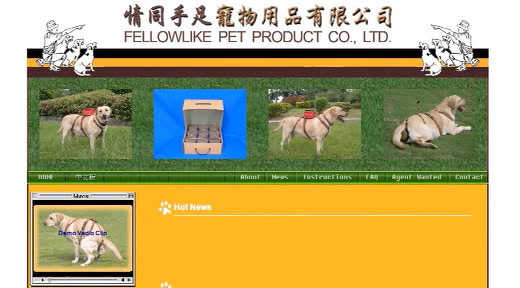 情同手足寵物用品有限公司
FELLOWLIKE PET PRODUCT CO., LTD.
HOME 中文版 About News Instructions FAQ Agent Wanted Contact
Movie
Demo Vedio Clip
Hot News